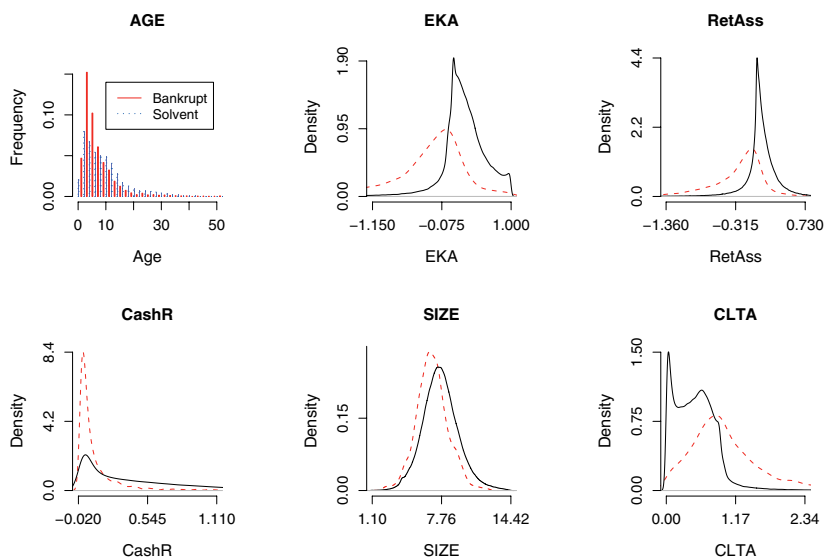 AGE
Frequency
0.00
0.10
Bankrupt
Solvent
0
10
30
50
Age
EKA
Density
0.00
0.95
1.90
−1.150
−0.075
1.000
EKA
RetAss
Density
0.0
2.2
4.4
−1.360
−0.315
0.730
RetAss
CashR
Density
0.0
4.2
8.4
−0.020
0.545
1.110
CashR
SIZE
Density
0.00
0.15
1.10
7.76
14.42
SIZE
CLTA
Density
0.00
0.75
1.50
0.00
1.17
2.34
CLTA